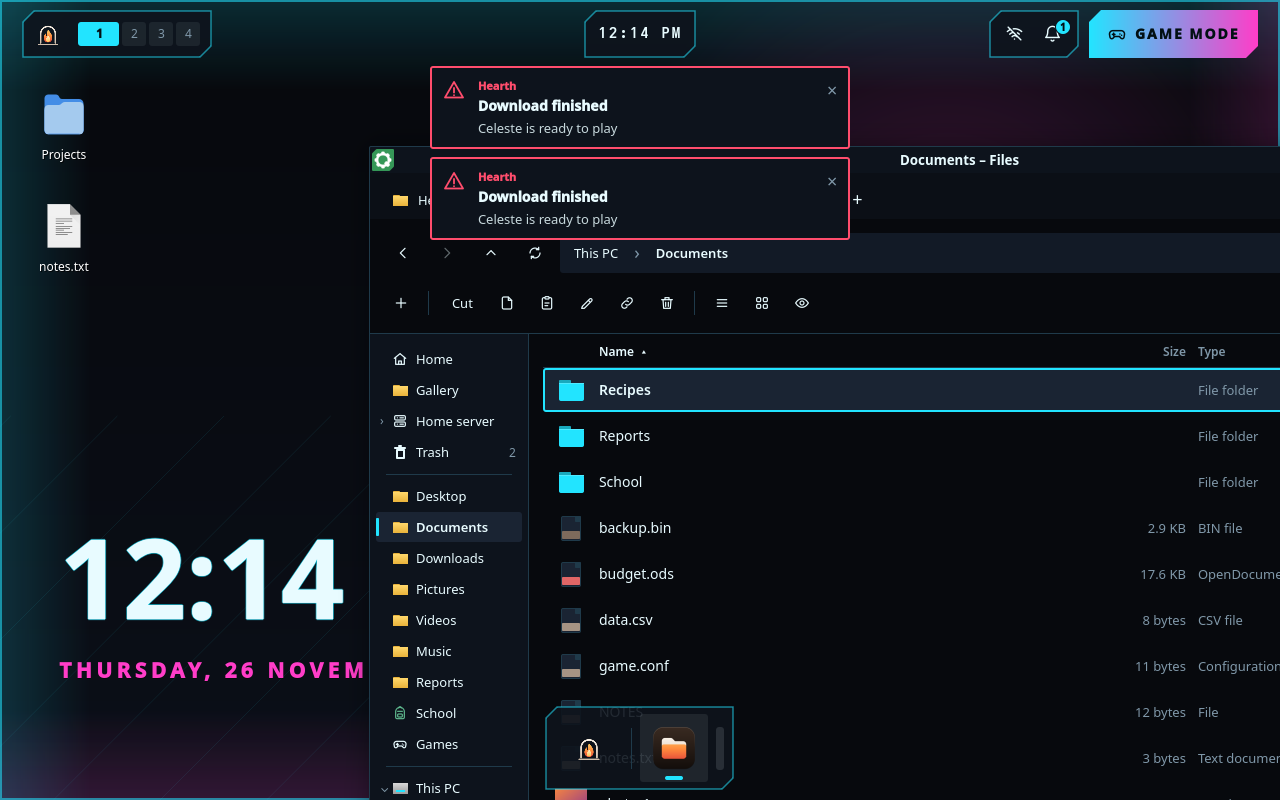 1 2 3 4
12:14 PM
1
GAME MODE
Projects
notes.txt
Hearth
Download finished
Celeste is ready to play
Hearth
Download finished
Celeste is ready to play
Documents – Files
+
This PC › Documents
Cut
Home
Gallery
Home server
Trash 2
Desktop
Documents
Downloads
Pictures
Videos
Music
Reports
School
Games
This PC
Name Size Type
Recipes File folder
Reports File folder
School File folder
backup.bin 2.9 KB BIN file
budget.ods 17.6 KB OpenDocume
data.csv 8 bytes CSV file
game.conf 11 bytes Configuration
NOTES 12 bytes File
notes.tx 3 bytes Text documen
12:14
THURSDAY, 26 NOVEM